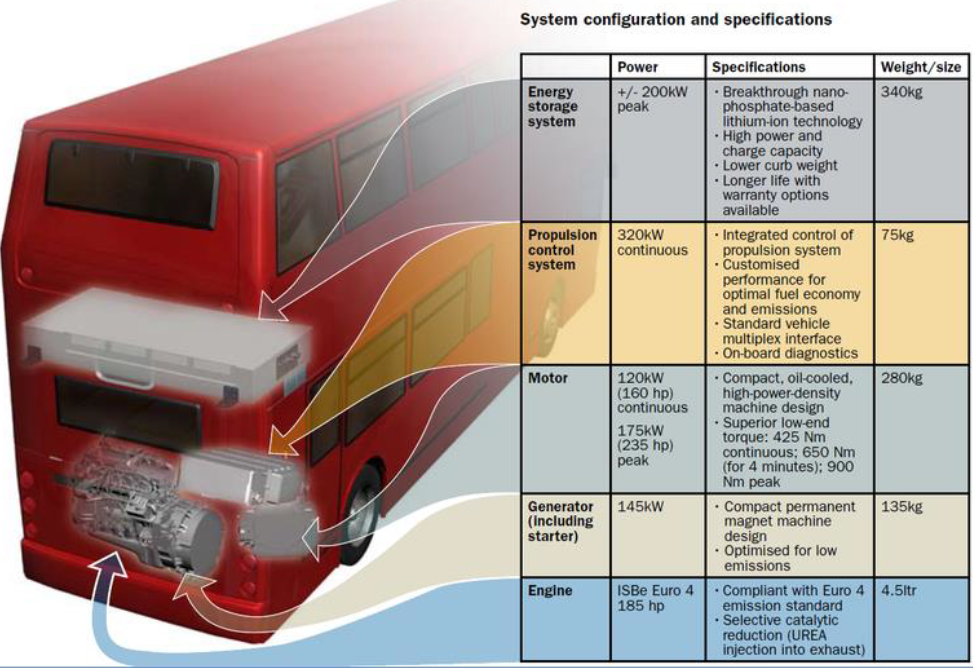 System configuration and specifications
Power
Specifications
Weight/size
Energy
storage
system
+/- 200kW
peak
· Breakthrough nano-
phosphate-based
lithium-ion technology
· High power and
charge capacity
· Lower curb weight
· Longer life with
warranty options
available
340kg
Propulsion
control
system
320kW
continuous
· Integrated control of
propulsion system
· Customised
performance for
optimal fuel economy
and emissions
· Standard vehicle
multiplex interface
· On-board diagnostics
75kg
Motor
120kW
(160 hp)
continuous
175kW
(235 hp)
peak
· Compact, oil-cooled,
high-power-density
machine design
· Superior low-end
torque: 425 Nm
continuous; 650 Nm
(for 4 minutes); 900
Nm peak
280kg
Generator
(including
starter)
145kW
· Compact permanent
magnet machine
design
· Optimised for low
emissions
135kg
Engine
ISBe Euro 4
185 hp
· Compliant with Euro 4
emission standard
· Selective catalytic
reduction (UREA
injection into exhaust)
4.5ltr